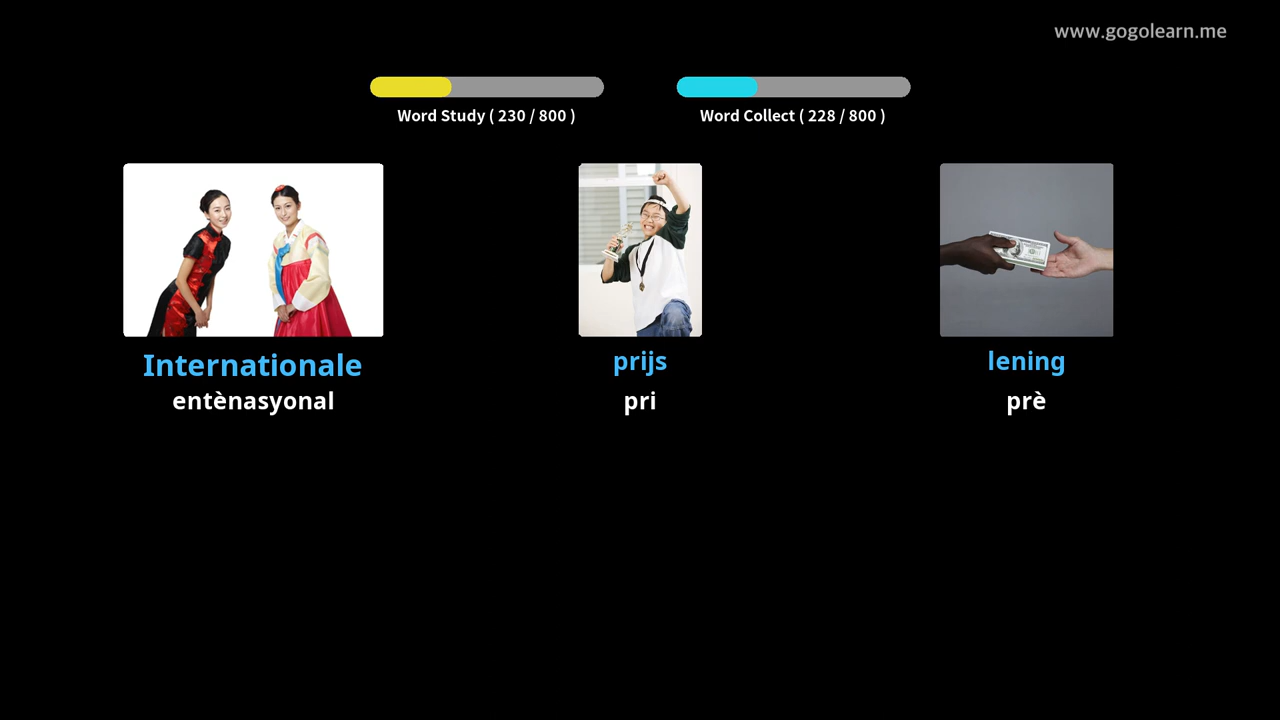 www.gogolearn.me
Word Study ( 230 / 800 )
Word Collect ( 228 / 800 )
Internationale
entènasyonal
prijs
pri
lening
prè